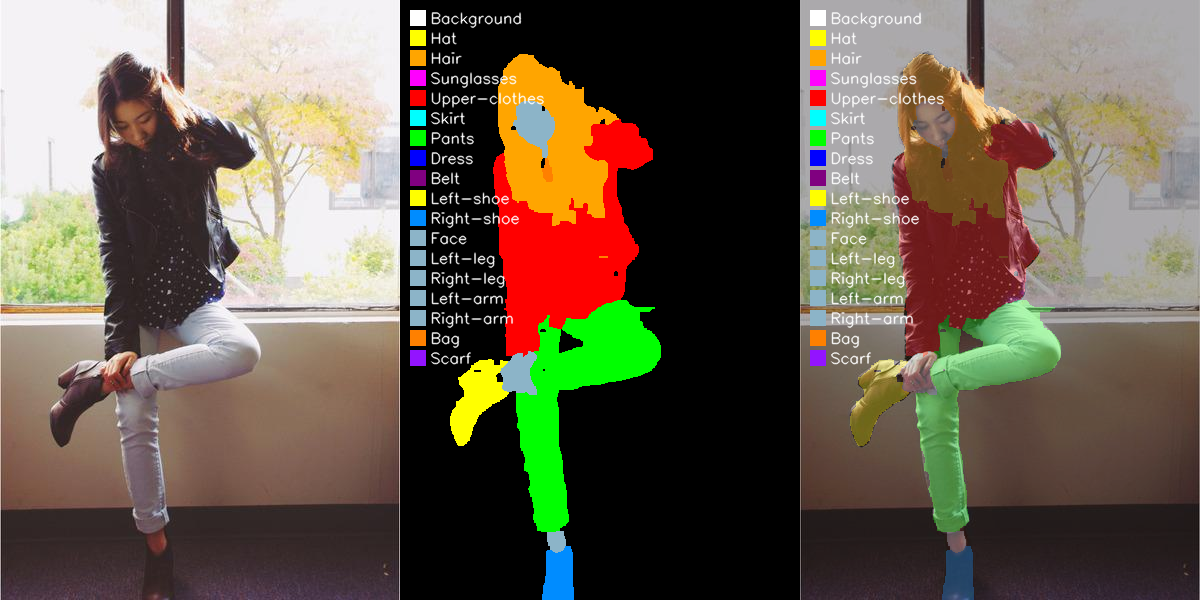 Background
Hat
Hair
Sunglasses
Upper-clothes
Skirt
Pants
Dress
Belt
Left-shoe
Right-shoe
Face
Left-leg
Right-leg
Left-arm
Right-arm
Bag
Scarf
Background
Hat
Hair
Sunglasses
Upper-clothes
Skirt
Pants
Dress
Belt
Left-shoe
Right-shoe
Face
Left-leg
Right-leg
Left-arm
Right-arm
Bag
Scarf